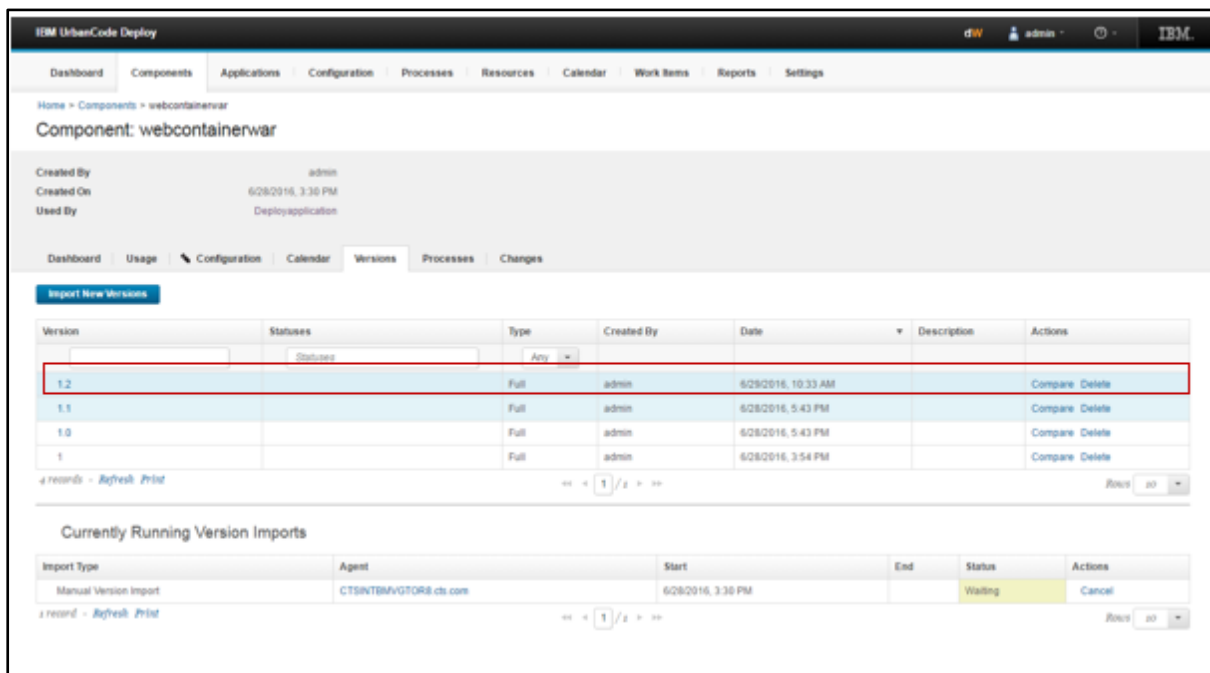 IBM UrbanCode Deploy dW admin IBM.
Dashboard Components Applications Configuration Processes Resources Calendar Work Items Reports Settings
Home > Components > webcontainerwar
Component: webcontainerwar
Created By admin
Created On 6/28/2016, 3:30 PM
Used By Deployapplication
Dashboard Usage Configuration Calendar Versions Processes Changes
Import New Versions
Version Statuses Type Created By Date Description Actions
Statuses Any
1.2 Full admin 6/29/2016, 10:33 AM Compare Delete
1.1 Full admin 6/28/2016, 5:43 PM Compare Delete
1.0 Full admin 6/28/2016, 5:43 PM Compare Delete
1 Full admin 6/28/2016, 3:54 PM Compare Delete
4 records - Refresh Print 1 / 1 Rows 10
Currently Running Version Imports
Import Type Agent Start End Status Actions
Manual Version Import 6/28/2016, 3:30 PM Waiting Cancel
1 record - Refresh Print 1 / 1 Rows 10